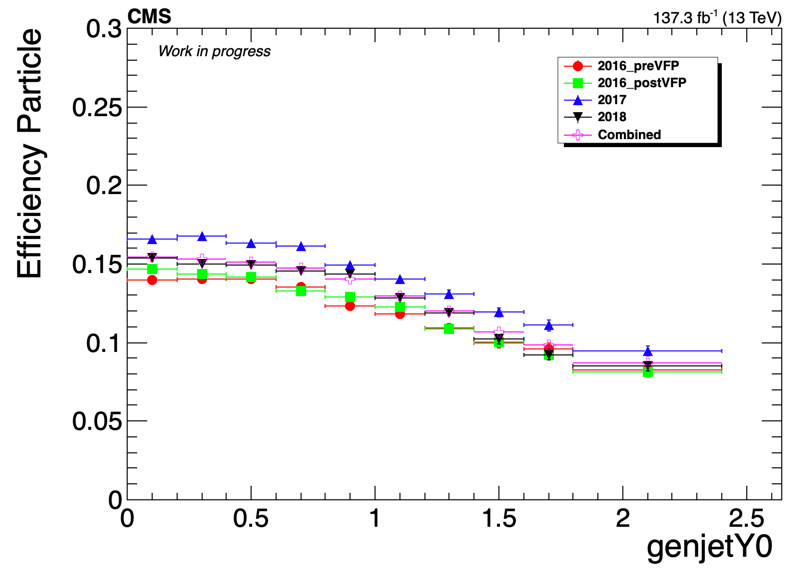 CMS
137.3 fb-1 (13 TeV)
Work in progress
Efficiency Particle
0.3
0.25
0.2
0.15
0.1
0.05
0
2016_preVFP
2016_postVFP
2017
2018
Combined
0
0.5
1
1.5
2
2.5
genjetY0